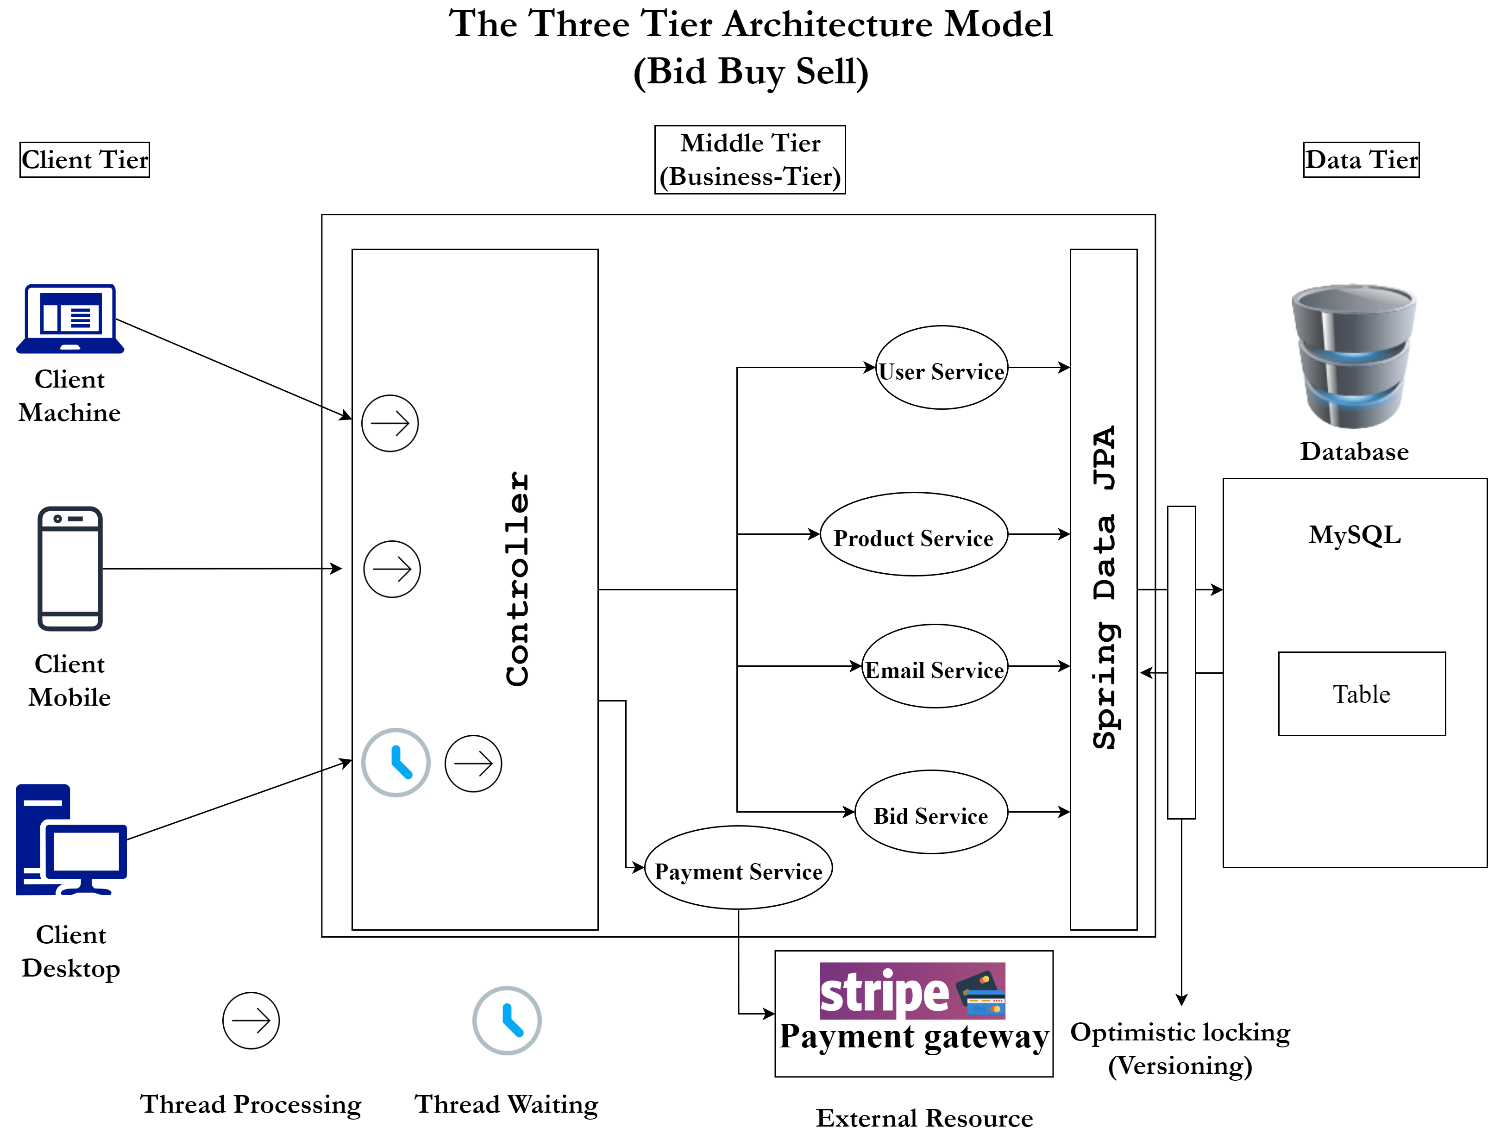 The Three Tier Architecture Model
(Bid Buy Sell)
Client Tier
Middle Tier
(Business-Tier)
Data Tier
Client
Machine
Client
Mobile
Client
Desktop
Controller
User Service
Product Service
Email Service
Bid Service
Payment Service
Spring Data JPA
Database
MySQL
Table
stripe
Payment gateway
External Resource
Optimistic locking
(Versioning)
Thread Processing
Thread Waiting